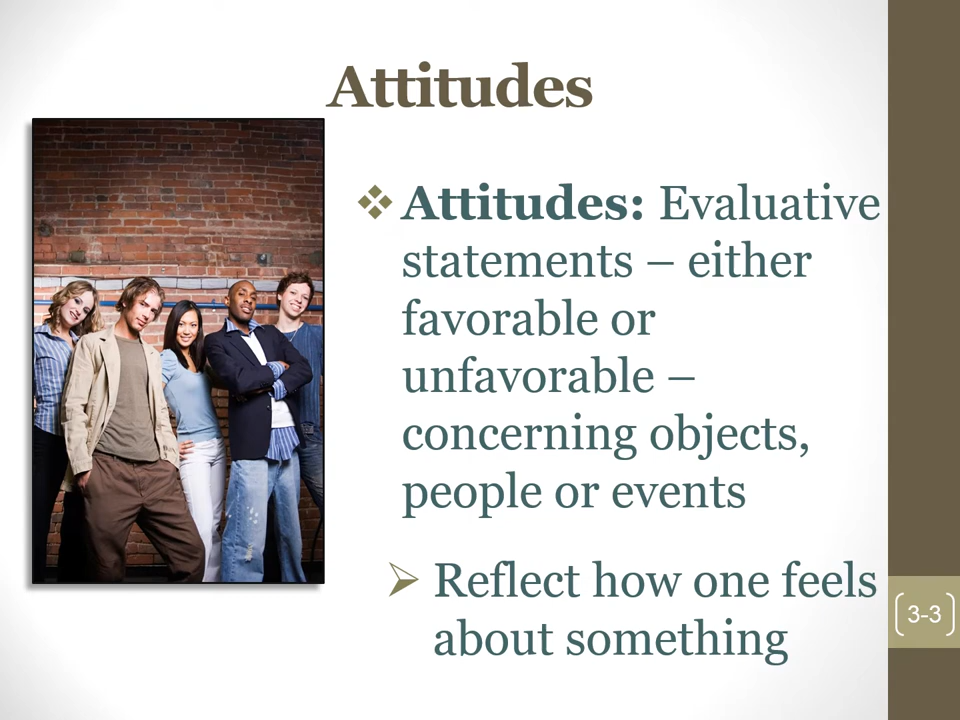 Attitudes
Attitudes: Evaluative
statements – either
favorable or
unfavorable –
concerning objects,
people or events
Reflect how one feels
about something
3-3